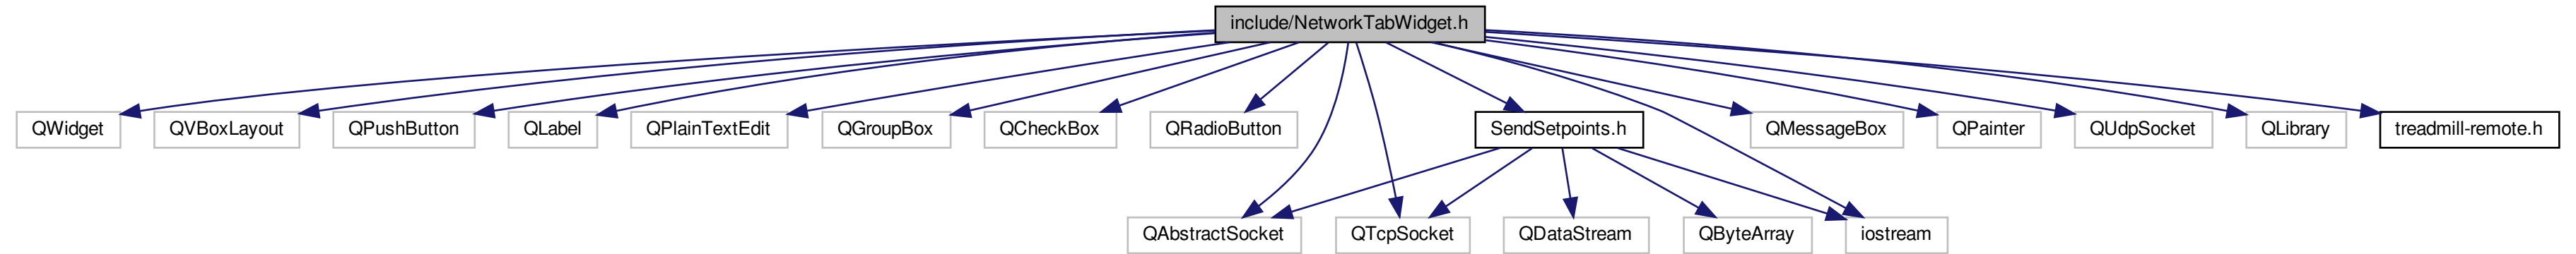 include/NetworkTabWidget.h
QWidget
QVBoxLayout
QPushButton
QLabel
QPlainTextEdit
QGroupBox
QCheckBox
QRadioButton
SendSetpoints.h
QMessageBox
QPainter
QUdpSocket
QLibrary
treadmill-remote.h
QAbstractSocket
QTcpSocket
QDataStream
QByteArray
iostream